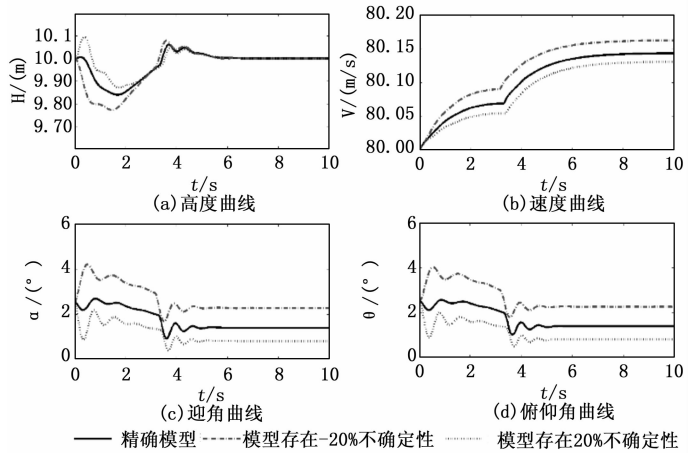 H/(m)
10.1
10.0
9.90
9.80
9.70
0 2 4 6 8 10
t/s
(a)高度曲线
V/(m/s)
80.20
80.15
80.10
80.05
80.00
0 2 4 6 8 10
t/s
(b)速度曲线
α/(°)
6
4
2
0
0 2 4 6 8 10
t/s
(c)迎角曲线
θ/(°)
6
4
2
0
0 2 4 6 8 10
t/s
(d)俯仰角曲线
精确模型 模型存在-20%不确定性 模型存在20%不确定性